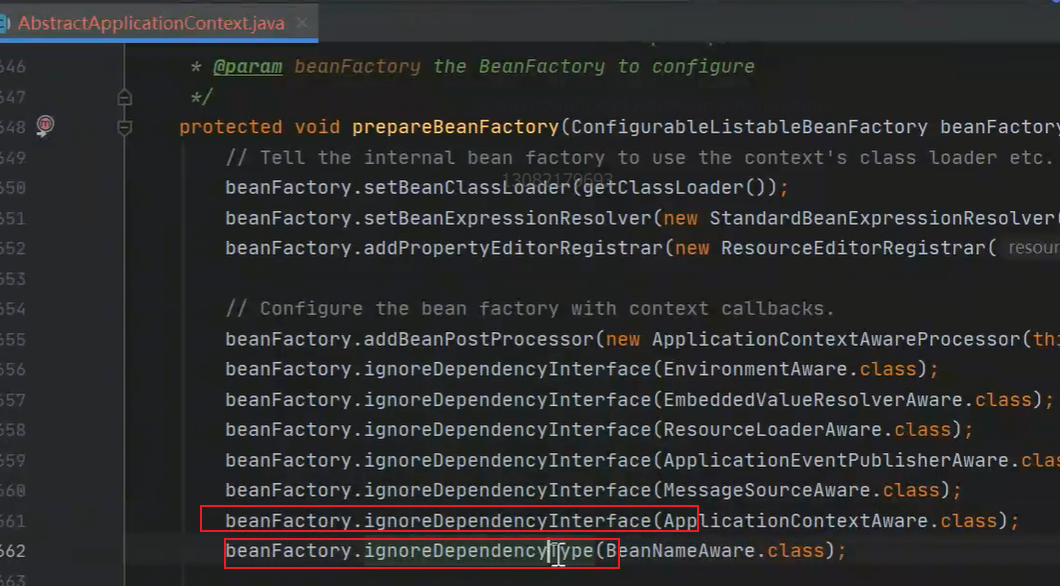 AbstractApplicationContext.java ×
646 * @param beanFactory the BeanFactory to configure
647 */
648 protected void prepareBeanFactory(ConfigurableListableBeanFactory beanFactory
649 // Tell the internal bean factory to use the context's class loader etc.
650 beanFactory.setBeanClassLoader(getClassLoader());
13082179693
651 beanFactory.setBeanExpressionResolver(new StandardBeanExpressionResolver(
652 beanFactory.addPropertyEditorRegistrar(new ResourceEditorRegistrar( resour
653
654 // Configure the bean factory with context callbacks.
655 beanFactory.addBeanPostProcessor(new ApplicationContextAwareProcessor(thi
656 beanFactory.ignoreDependencyInterface(EnvironmentAware.class);
657 beanFactory.ignoreDependencyInterface(EmbeddedValueResolverAware.class);
658 beanFactory.ignoreDependencyInterface(ResourceLoaderAware.class);
659 beanFactory.ignoreDependencyInterface(ApplicationEventPublisherAware.clas
660 beanFactory.ignoreDependencyInterface(MessageSourceAware.class);
661 beanFactory.ignoreDependencyInterface(ApplicationContextAware.class);
662 beanFactory.ignoreDependencyType(BeanNameAware.class);
663